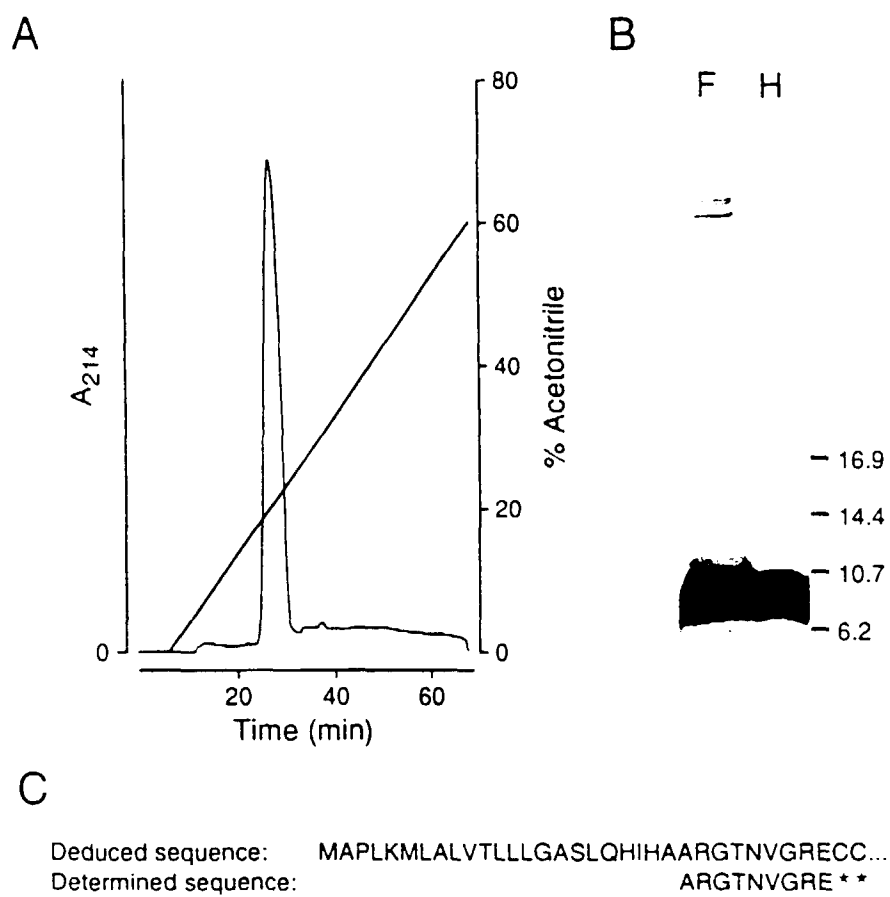 A
B
F H
80
60
40
20
0
0
A214
% Acetonitrile
20 40 60
Time (min)
16.9
14.4
10.7
6.2
C
Deduced sequence: MAPLKMLALVTLLLGASLQHIHAARGTNVGRECC...
Determined sequence: ARGTNVGRE**